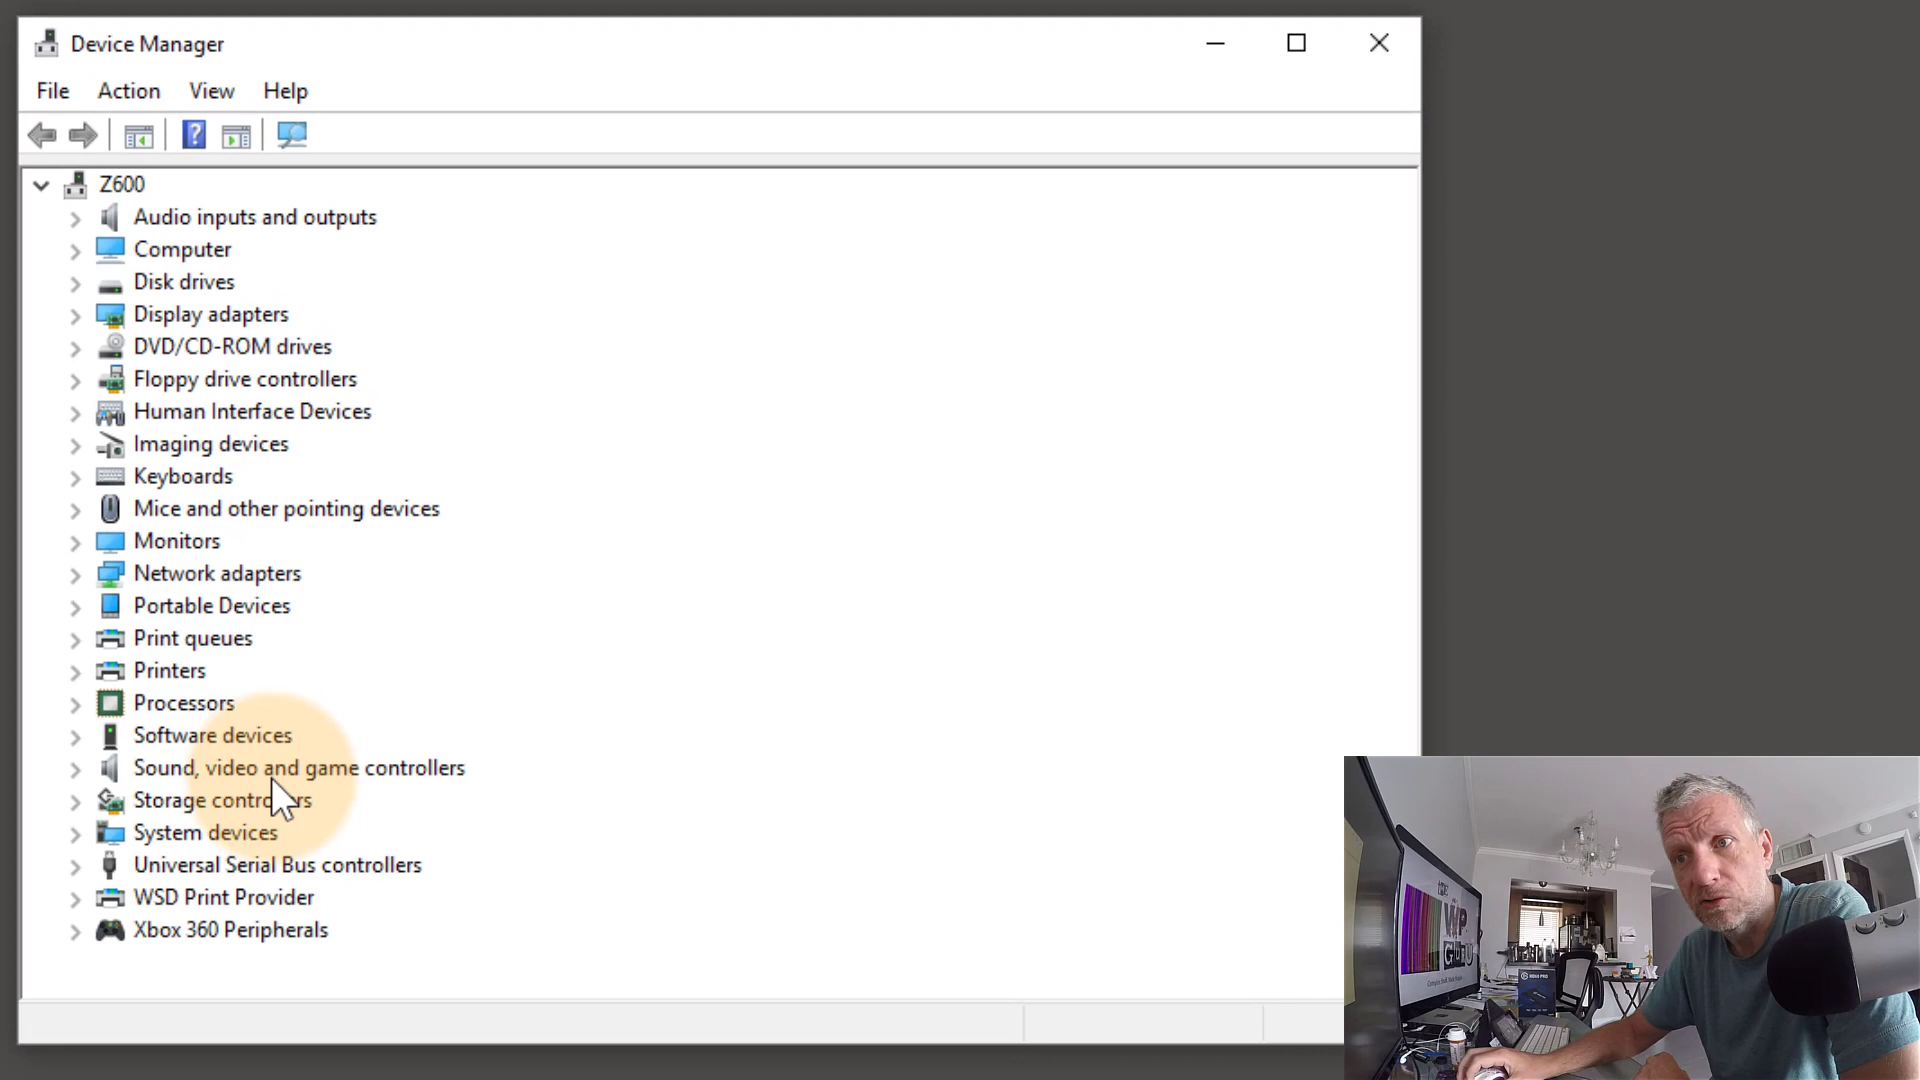 Device Manager
File Action View Help
Z600
Audio inputs and outputs
Computer
Disk drives
Display adapters
DVD/CD-ROM drives
Floppy drive controllers
Human Interface Devices
Imaging devices
Keyboards
Mice and other pointing devices
Monitors
Network adapters
Portable Devices
Print queues
Printers
Processors
Software devices
Sound, video and game controllers
Storage controllers
System devices
Universal Serial Bus controllers
WSD Print Provider
Xbox 360 Peripherals
WP